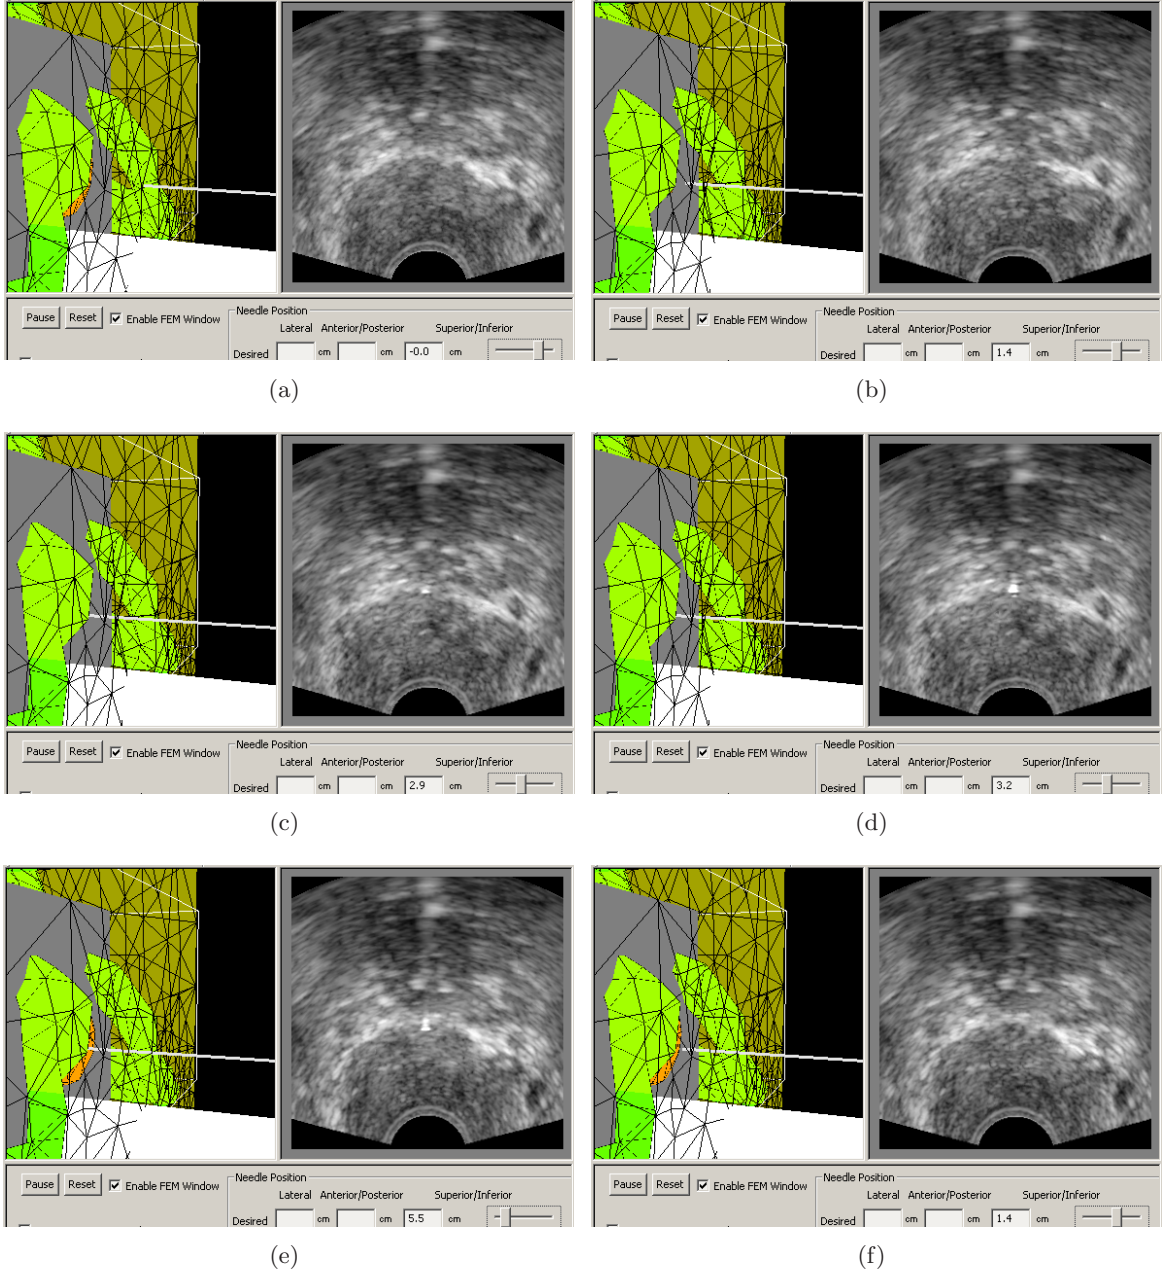 Pause Reset Enable FEM Window Needle Position
Lateral Anterior/Posterior Superior/Inferior
Desired cm cm -0.0 cm
Pause Reset Enable FEM Window Needle Position
Lateral Anterior/Posterior Superior/Inferior
Desired cm cm 1.4 cm
(a) (b)
Pause Reset Enable FEM Window Needle Position
Lateral Anterior/Posterior Superior/Inferior
Desired cm cm 2.9 cm
Pause Reset Enable FEM Window Needle Position
Lateral Anterior/Posterior Superior/Inferior
Desired cm cm 3.2 cm
(c) (d)
Pause Reset Enable FEM Window Needle Position
Lateral Anterior/Posterior Superior/Inferior
Desired cm cm 5.5 cm
Pause Reset Enable FEM Window Needle Position
Lateral Anterior/Posterior Superior/Inferior
Desired cm cm 1.4 cm
(e) (f)